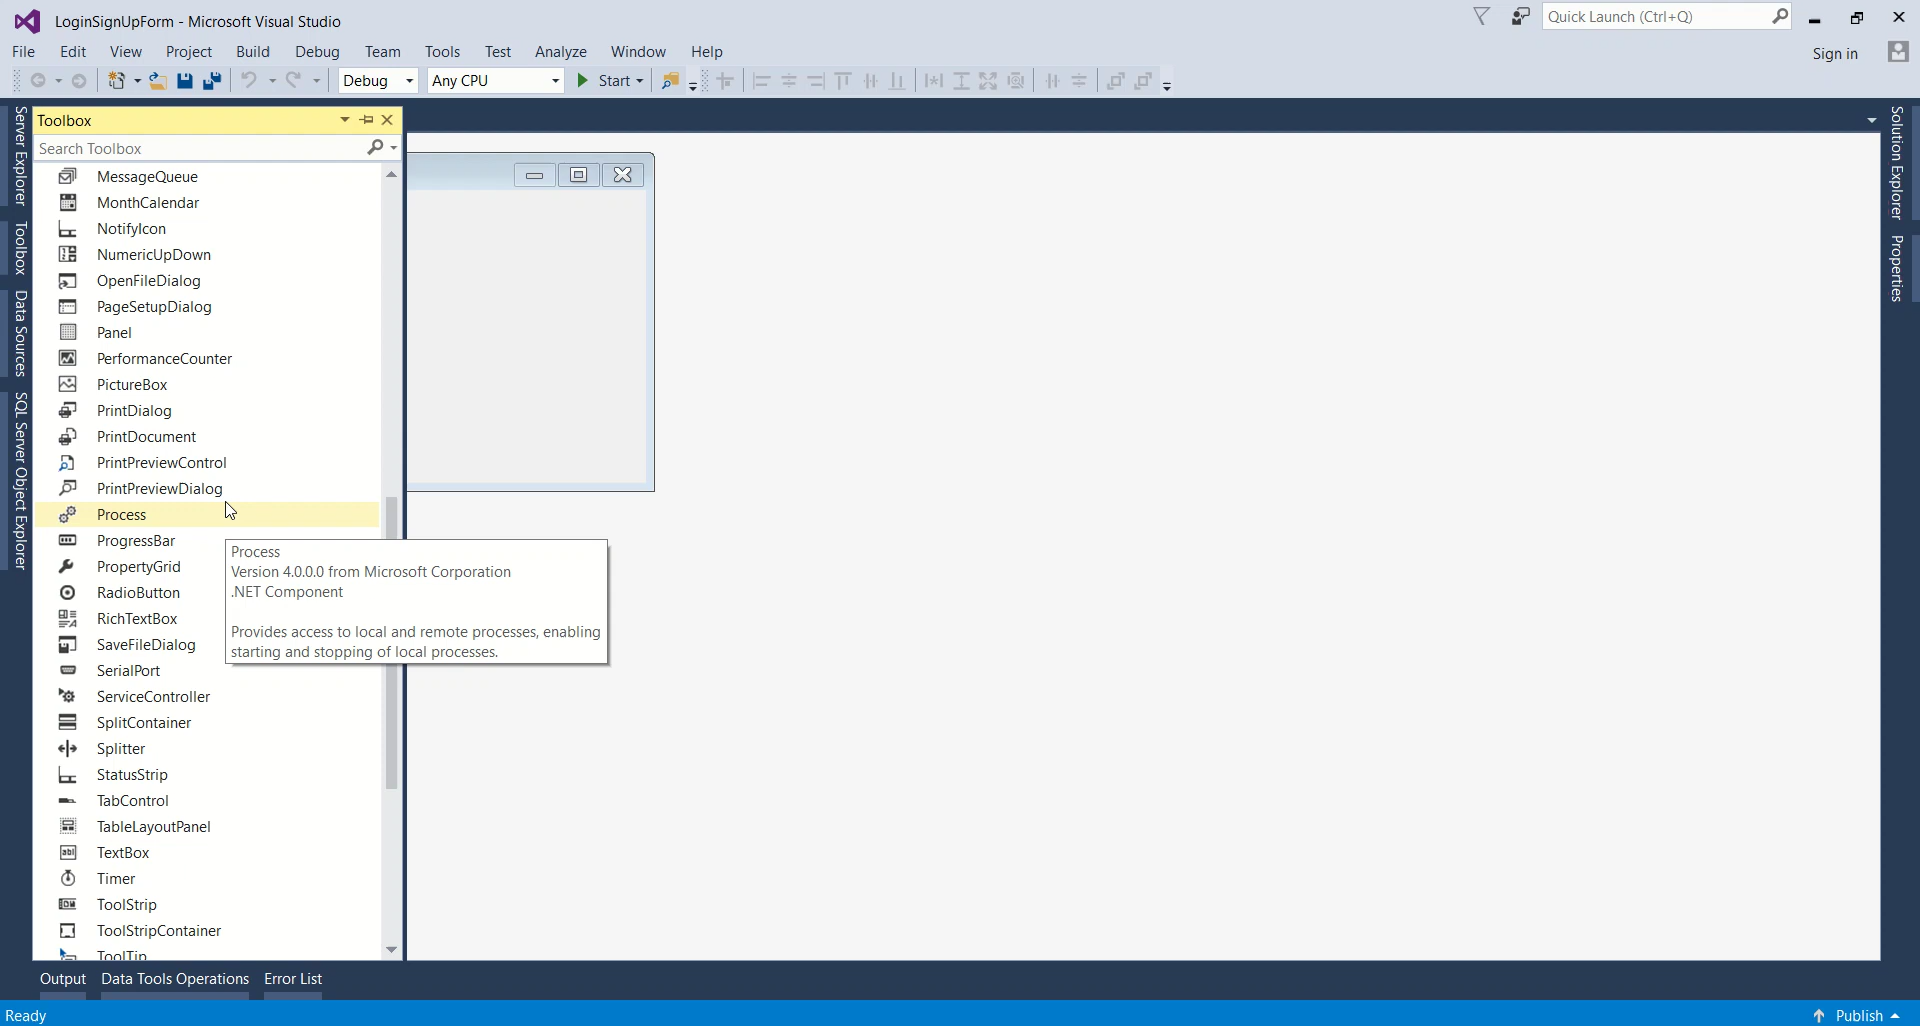 LoginSignUpForm - Microsoft Visual Studio
Quick Launch (Ctrl+Q)
File Edit View Project Build Debug Team Tools Test Analyze Window Help
Sign in
Debug Any CPU Start
Server Explorer
Toolbox
Data Sources
SQL Server Object Explorer
Toolbox
Search Toolbox
MessageQueue
MonthCalendar
NotifyIcon
NumericUpDown
OpenFileDialog
PageSetupDialog
Panel
PerformanceCounter
PictureBox
PrintDialog
PrintDocument
PrintPreviewControl
PrintPreviewDialog
Process
ProgressBar
PropertyGrid
RadioButton
RichTextBox
SaveFileDialog
SerialPort
ServiceController
SplitContainer
Splitter
StatusStrip
TabControl
TableLayoutPanel
TextBox
Timer
ToolStrip
ToolStripContainer
ToolTip
Process
Version 4.0.0.0 from Microsoft Corporation
.NET Component
Provides access to local and remote processes, enabling
starting and stopping of local processes.
Solution Explorer
Properties
Output Data Tools Operations Error List
Ready
Publish